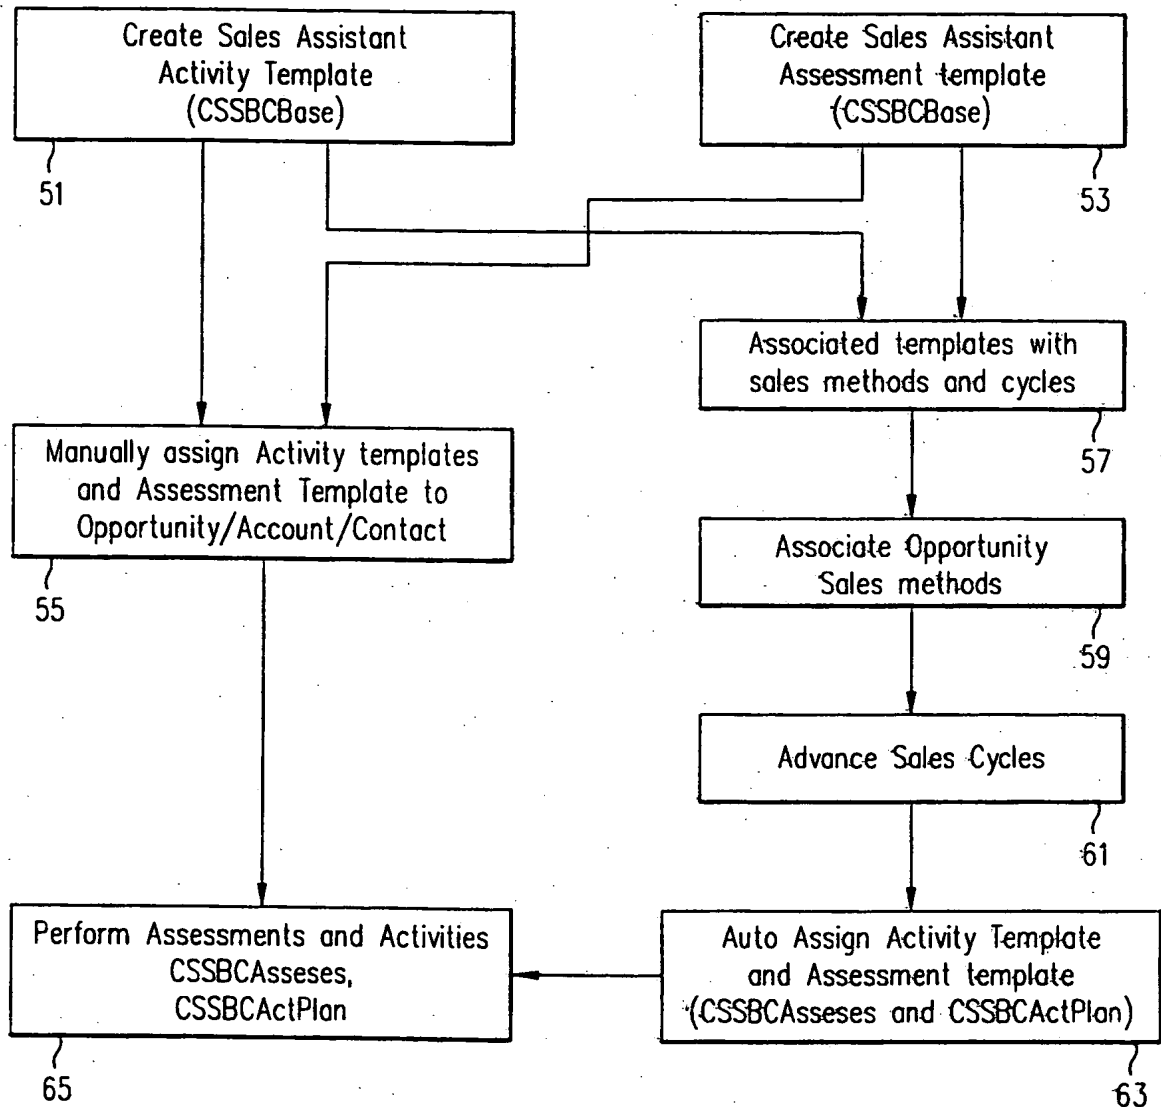 Create Sales Assistant
Activity Template
(CSSBCBase)
51
Create Sales Assistant
Assessment template
(CSSBCBase)
53
Associated templates with
sales methods and cycles
57
Manually assign Activity templates
and Assessment Template to
Opportunity/Account/Contact
55
Associate Opportunity
Sales methods
59
Advance Sales Cycles
61
Perform Assessments and Activities
CSSBCAsseses,
CSSBCActPlan
65
Auto Assign Activity Template
and Assessment template
(CSSBCAsseses and CSSBCActPlan)
63